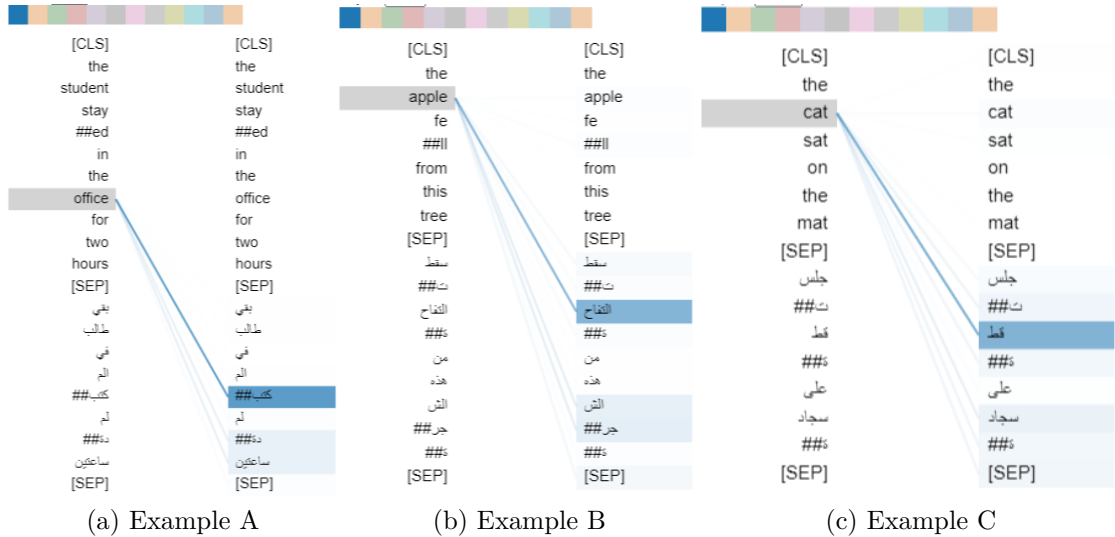 [CLS]
the
student
stay
##ed
in
the
office
for
two
hours
[SEP]
بقي
طالب
في
الم
##كتب
لم
##دة
ساعتين
[SEP]
[CLS]
the
student
stay
##ed
in
the
office
for
two
hours
[SEP]
بقي
طالب
في
الم
##كتب
لم
##دة
ساعتين
[SEP]
(a) Example A
[CLS]
the
apple
fe
##ll
from
this
tree
[SEP]
سقط
##ت
التفاح
##ة
من
هذه
الش
##جر
##ة
[SEP]
[CLS]
the
apple
fe
##ll
from
this
tree
[SEP]
سقط
##ت
التفاح
##ة
من
هذه
الش
##جر
##ة
[SEP]
(b) Example B
[CLS]
the
cat
sat
on
the
mat
[SEP]
جلس
##ت
قط
##ة
على
سجاد
##ة
[SEP]
[CLS]
the
cat
sat
on
the
mat
[SEP]
جلس
##ت
قط
##ة
على
سجاد
##ة
[SEP]
(c) Example C